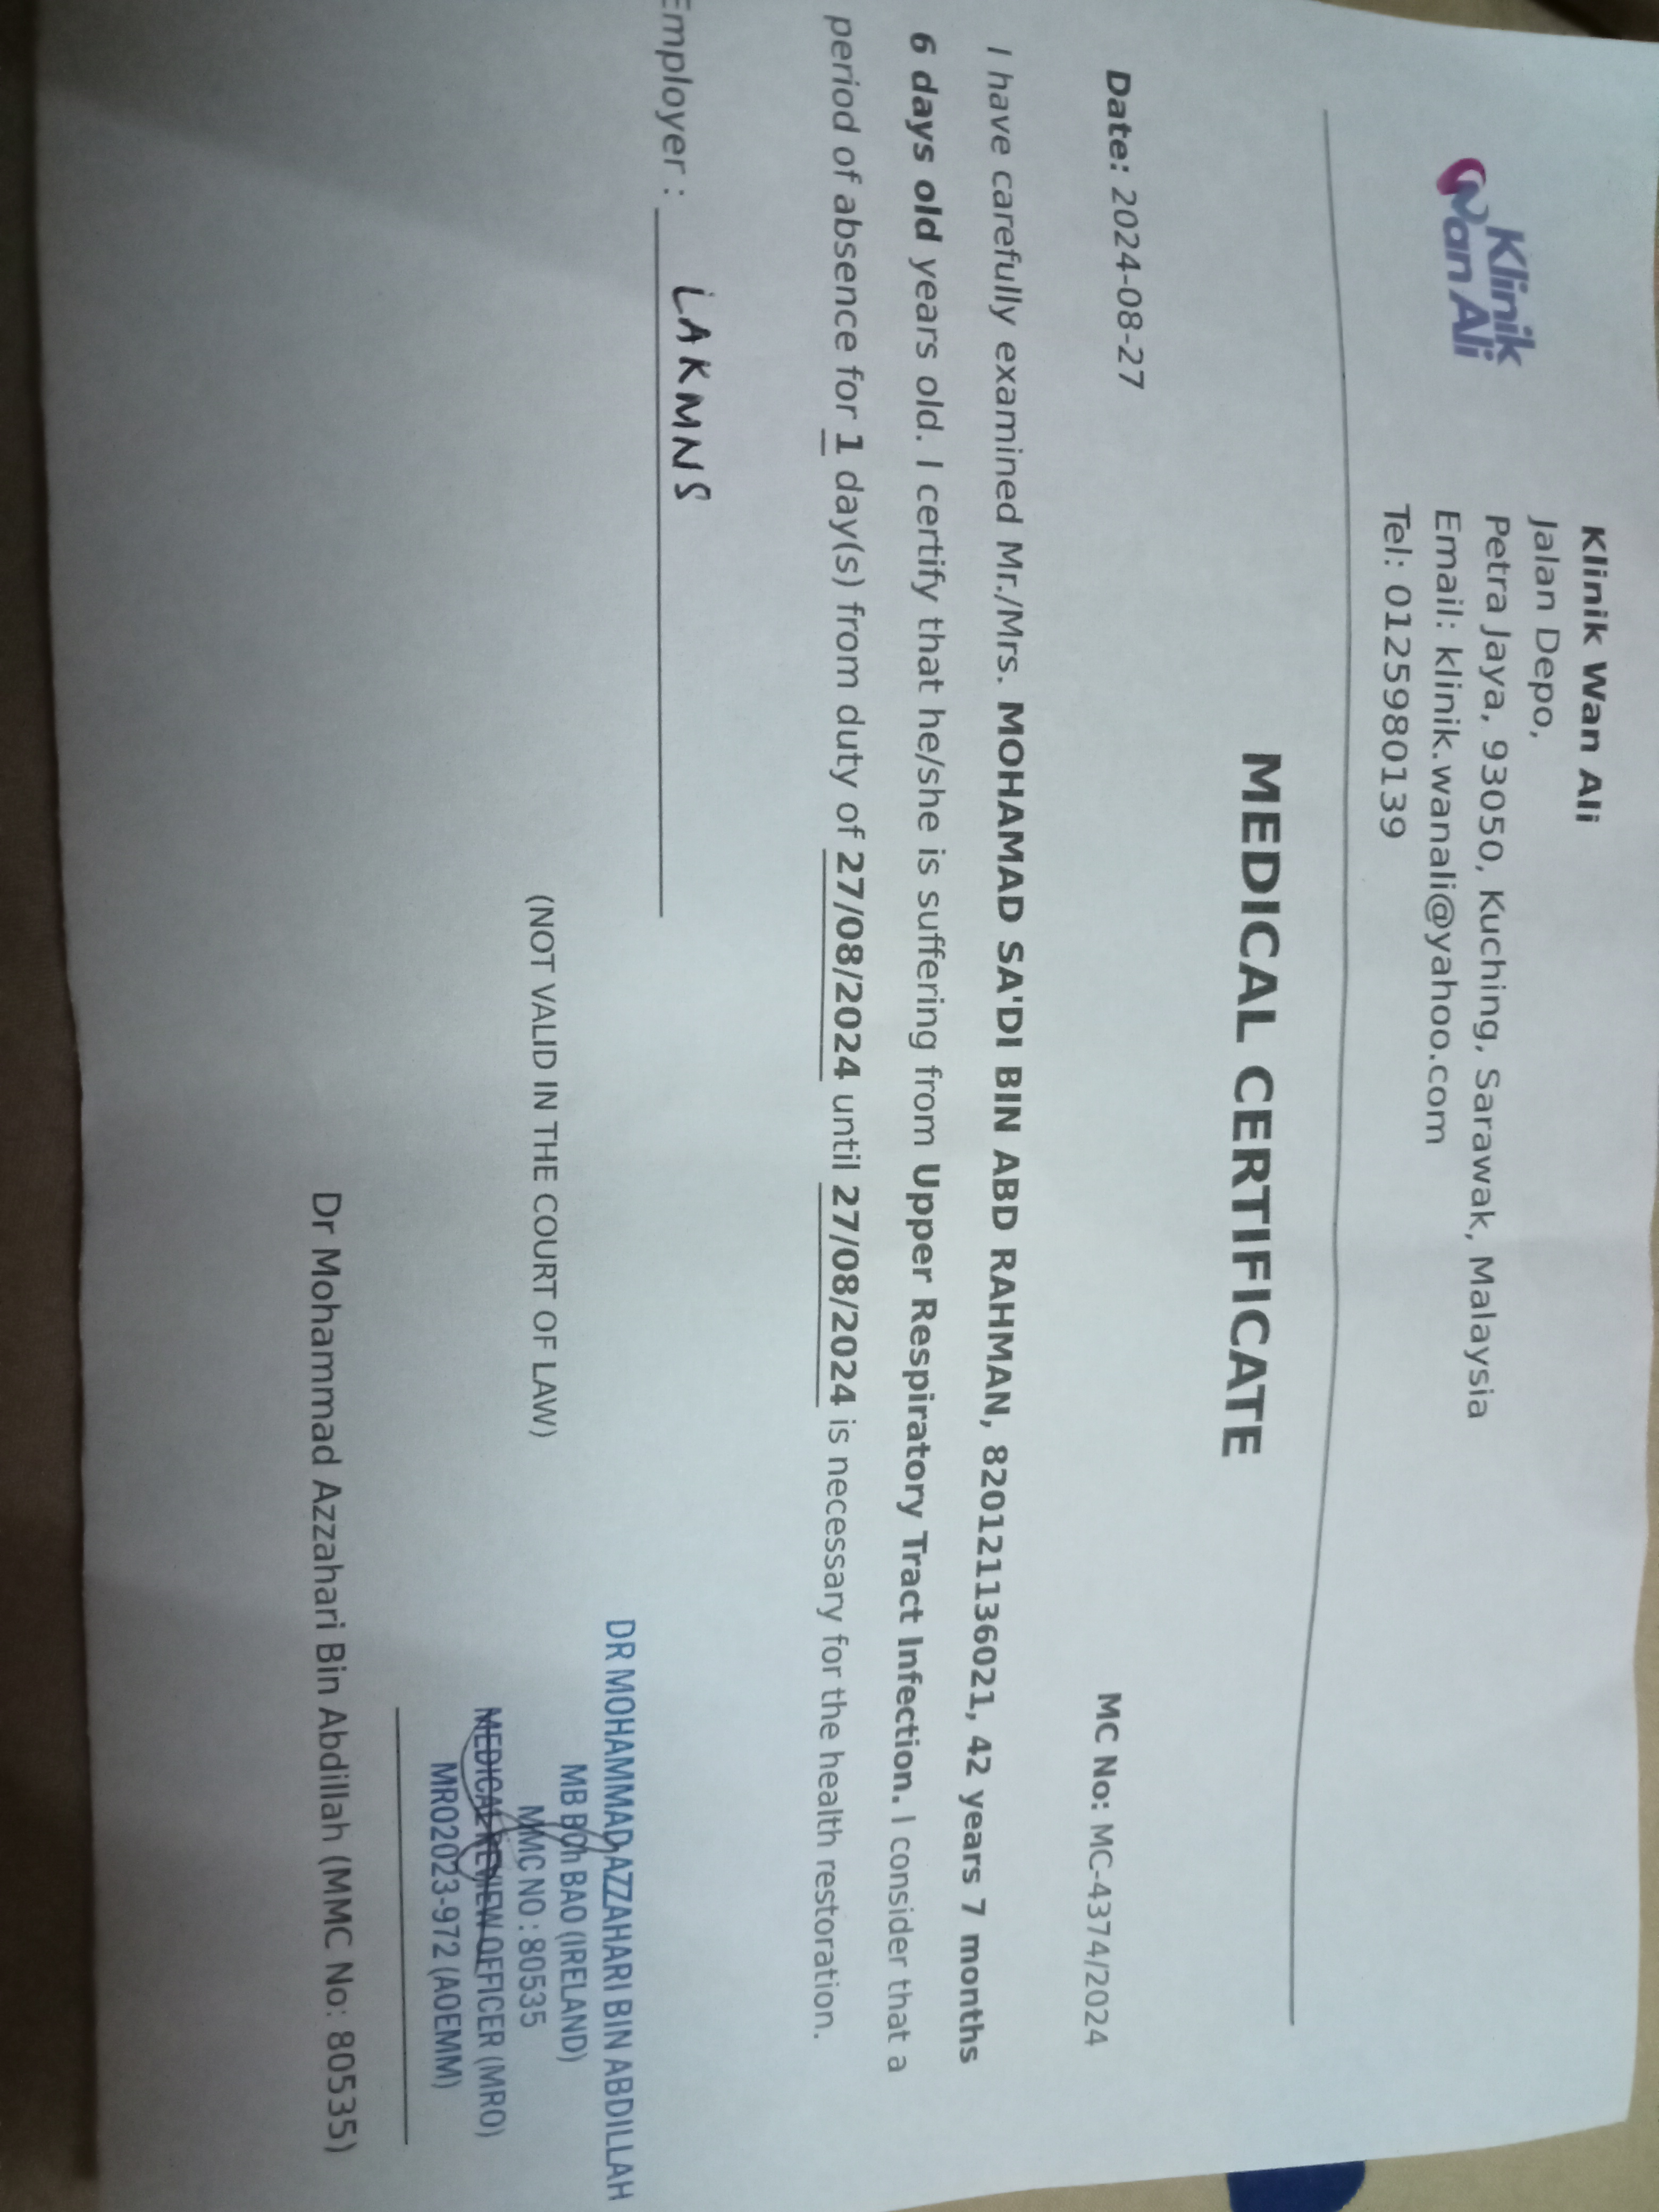 Klinik
Wan Ali
Klinik Wan Ali
Jalan Depo,
Petra Jaya, 93050, Kuching, Sarawak, Malaysia
Email: klinik.wanali@yahoo.com
Tel: 0125980139
MEDICAL CERTIFICATE
Date: 2024-08-27
MC No: MC-4374/2024
I have carefully examined Mr./Mrs. MOHAMAD SA'DI BIN ABD RAHMAN, 820121136021, 42 years 7 months
6 days old years old. I certify that he/she is suffering from Upper Respiratory Tract Infection. I consider that a
period of absence for 1 day(s) from duty of 27/08/2024 until 27/08/2024 is necessary for the health restoration.
Employer : LAKMNS
(NOT VALID IN THE COURT OF LAW)
DR MOHAMMAD AZZAHARI BIN ABDILLAH
MB BCh BAO (IRELAND)
MMC NO : 80535
MEDICAL REVIEW OFFICER (MRO)
MRO2023-972 (AOEMM)
Dr Mohammad Azzahari Bin Abdillah (MMC No: 80535)